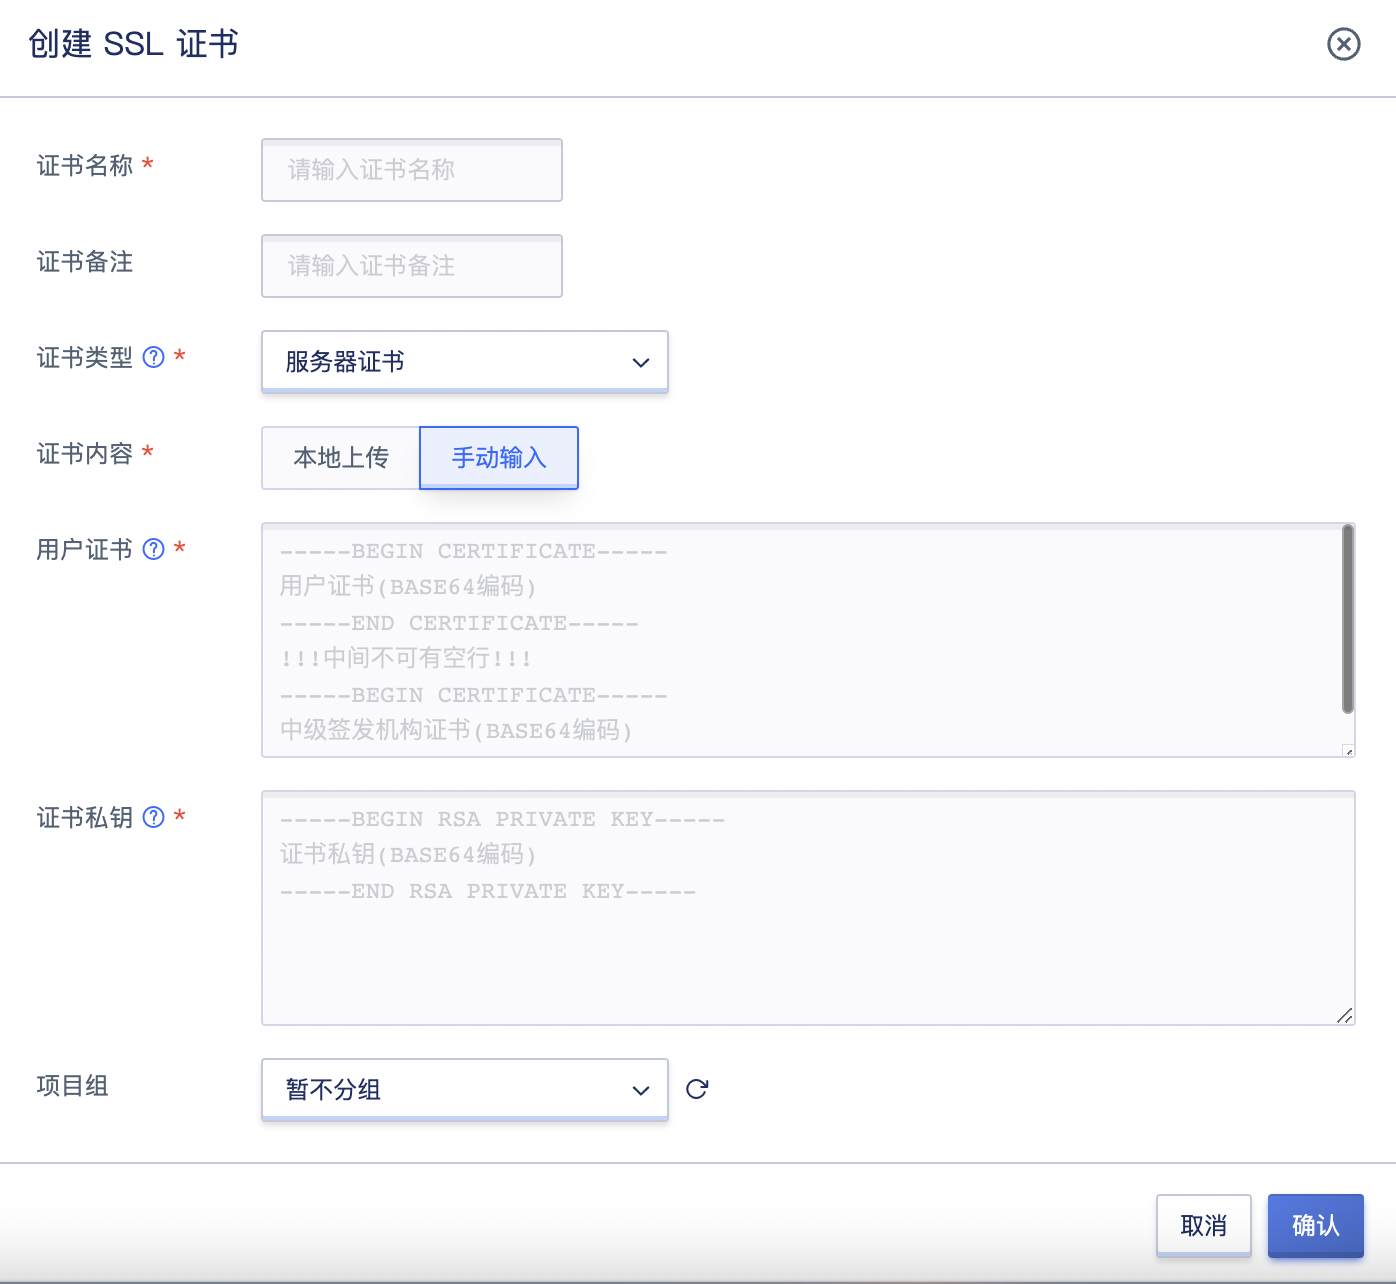 创建 SSL 证书
证书名称 *
请输入证书名称
证书备注
请输入证书备注
证书类型 ? *
服务器证书
证书内容 *
本地上传 手动输入
用户证书 ? *
-----BEGIN CERTIFICATE-----
用户证书(BASE64编码)
-----END CERTIFICATE-----
!!!中间不可有空行!!!
-----BEGIN CERTIFICATE-----
中级签发机构证书(BASE64编码)
证书私钥 ? *
-----BEGIN RSA PRIVATE KEY-----
证书私钥(BASE64编码)
-----END RSA PRIVATE KEY-----
项目组
暂不分组
取消 确认